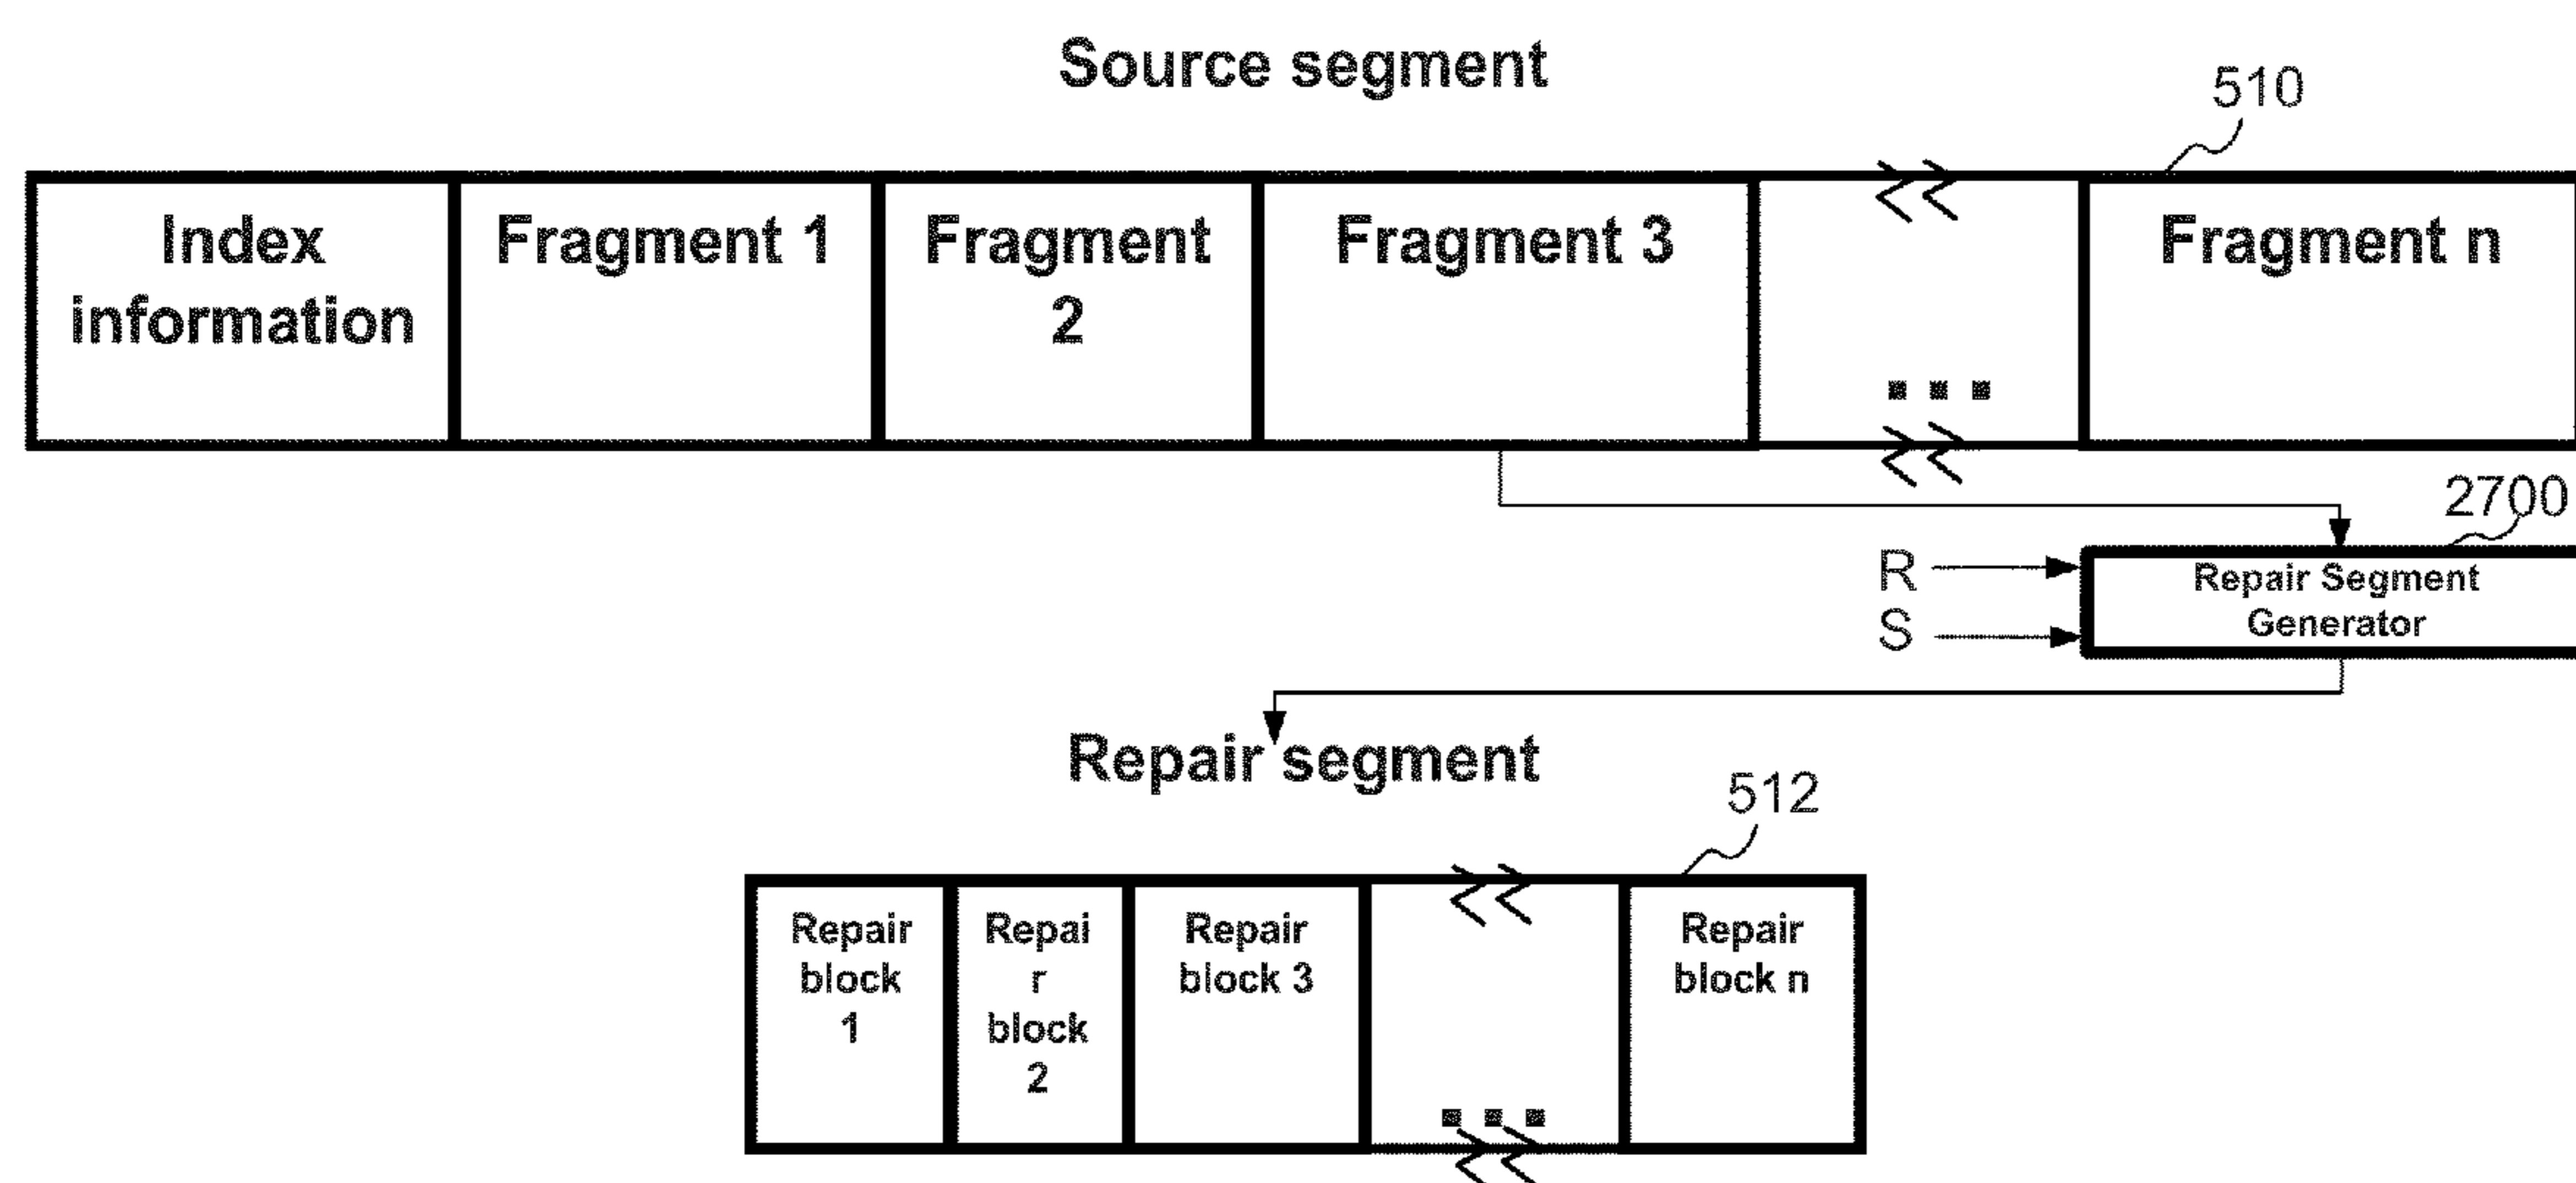 Source segment
510
Index
information
Fragment 1
Fragment
2
Fragment 3
...
Fragment n
2700
R
S
Repair Segment
Generator
Repair segment
512
Repair
block
1
Repai
r
block
2
Repair
block 3
...
Repair
block n